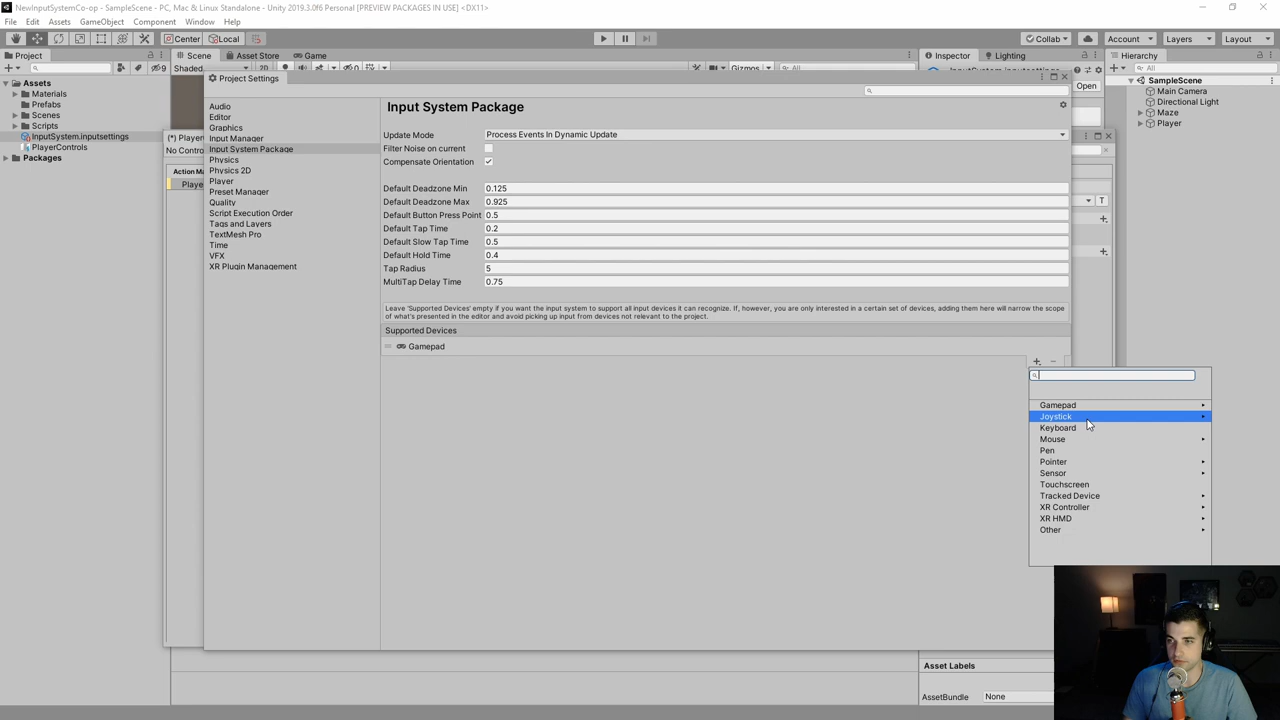 NewInputSystemCo-op - SampleScene - PC, Mac & Linux Standalone - Unity 2019.3.0f6 Personal [PREVIEW PACKAGES IN USE] <DX11>
File Edit Assets GameObject Component Window Help
Center Local Collab Account Layers Layout
Project Scene Asset Store Game Inspector Lighting Hierarchy
9 Shaded 2D 0 Gizmos All All
Assets
Materials
Prefabs
Scenes
Scripts
InputSystem.inputsettings
PlayerControls
Packages
(*) Player
No Contro
Action Ma
Playe
Project Settings
Audio
Editor
Graphics
Input Manager
Input System Package
Physics
Physics 2D
Player
Preset Manager
Quality
Script Execution Order
Tags and Layers
TextMesh Pro
Time
VFX
XR Plugin Management
Input System Package
Update Mode Process Events In Dynamic Update
Filter Noise on current
Compensate Orientation
Default Deadzone Min 0.125
Default Deadzone Max 0.925
Default Button Press Point 0.5
Default Tap Time 0.2
Default Slow Tap Time 0.5
Default Hold Time 0.4
Tap Radius 5
MultiTap Delay Time 0.75
Leave 'Supported Devices' empty if you want the input system to support all input devices it can recognize. If, however, you are only interested in a certain set of devices, adding them here will narrow the scope
of what's presented in the editor and avoid picking up input from devices not relevant to the project.
Supported Devices
Gamepad
Gamepad
Joystick
Keyboard
Mouse
Pen
Pointer
Sensor
Touchscreen
Tracked Device
XR Controller
XR HMD
Other
Open
T
SampleScene
Main Camera
Directional Light
Maze
Player
Asset Labels
AssetBundle None